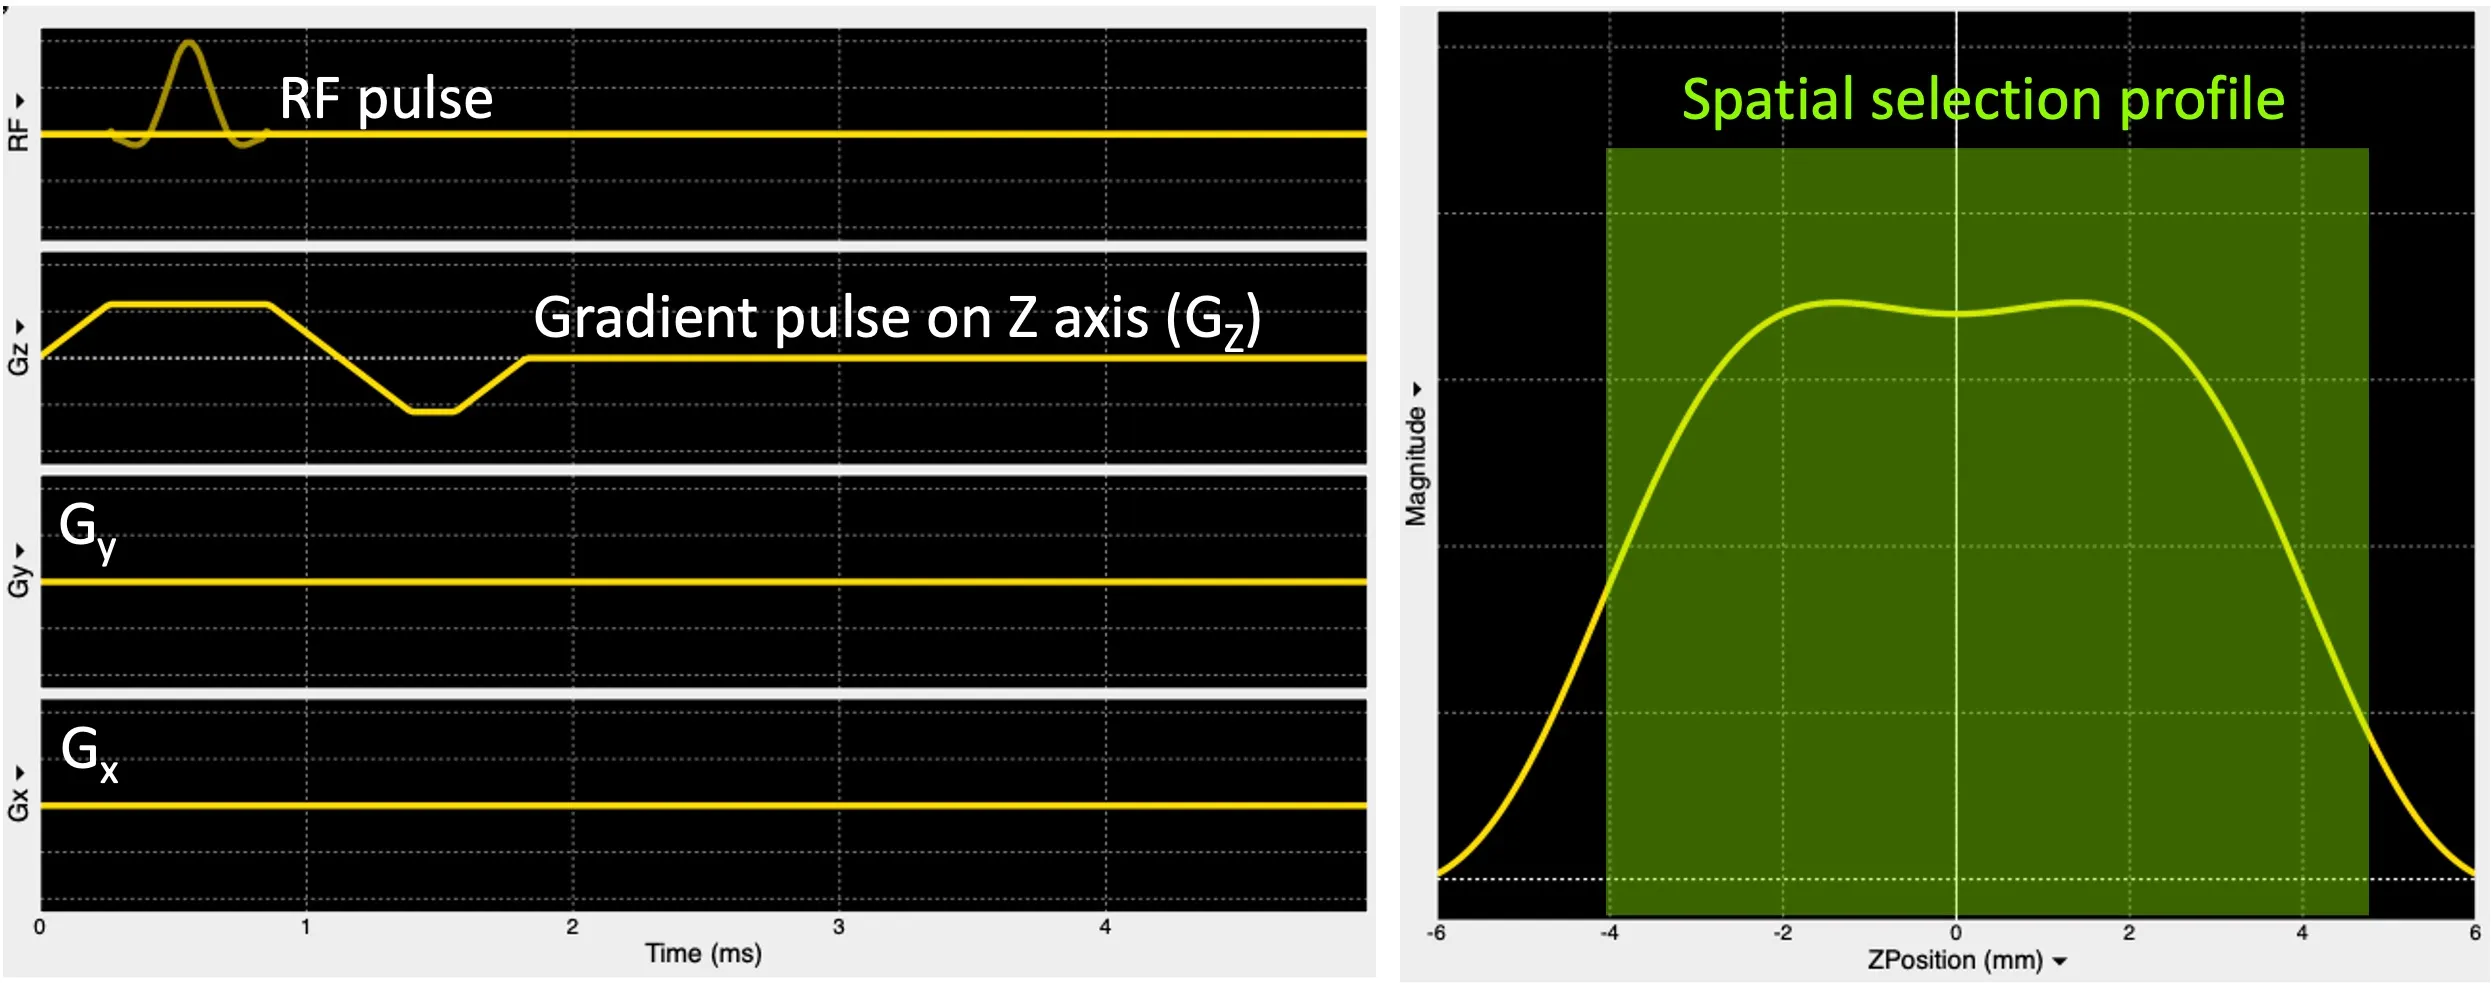 RF ▾
RF pulse
Gz ▾
Gradient pulse on Z axis (GZ)
Gy ▾
Gy
Gx ▾
Gx
0 1 2 3 4
Time (ms)
Spatial selection profile
Magnitude ▾
-6 -4 -2 0 2 4 6
ZPosition (mm) ▾